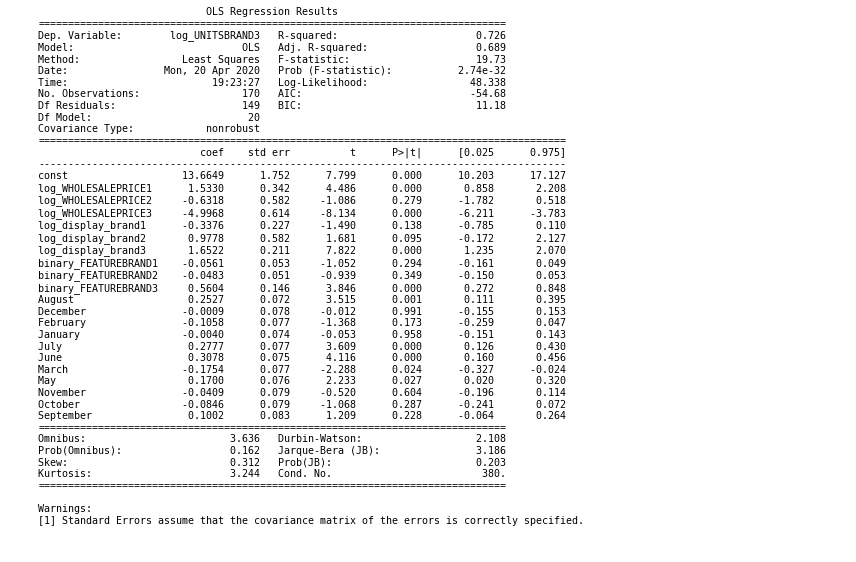 OLS Regression Results
==============================================================================
Dep. Variable:        log_UNITSBRAND3   R-squared:                       0.726
Model:                            OLS   Adj. R-squared:                  0.689
Method:                 Least Squares   F-statistic:                     19.73
Date:                Mon, 20 Apr 2020   Prob (F-statistic):           2.74e-32
Time:                        19:23:27   Log-Likelihood:                 48.338
No. Observations:                 170   AIC:                            -54.68
Df Residuals:                     149   BIC:                             11.18
Df Model:                          20
Covariance Type:            nonrobust
========================================================================================
                           coef    std err          t      P>|t|      [0.025      0.975]
----------------------------------------------------------------------------------------
const                   13.6649      1.752      7.799      0.000      10.203      17.127
log_WHOLESALEPRICE1      1.5330      0.342      4.486      0.000       0.858       2.208
log_WHOLESALEPRICE2     -0.6318      0.582     -1.086      0.279      -1.782       0.518
log_WHOLESALEPRICE3     -4.9968      0.614     -8.134      0.000      -6.211      -3.783
log_display_brand1      -0.3376      0.227     -1.490      0.138      -0.785       0.110
log_display_brand2       0.9778      0.582      1.681      0.095      -0.172       2.127
log_display_brand3       1.6522      0.211      7.822      0.000       1.235       2.070
binary_FEATUREBRAND1    -0.0561      0.053     -1.052      0.294      -0.161       0.049
binary_FEATUREBRAND2    -0.0483      0.051     -0.939      0.349      -0.150       0.053
binary_FEATUREBRAND3     0.5604      0.146      3.846      0.000       0.272       0.848
August                   0.2527      0.072      3.515      0.001       0.111       0.395
December                -0.0009      0.078     -0.012      0.991      -0.155       0.153
February                -0.1058      0.077     -1.368      0.173      -0.259       0.047
January                 -0.0040      0.074     -0.053      0.958      -0.151       0.143
July                     0.2777      0.077      3.609      0.000       0.126       0.430
June                     0.3078      0.075      4.116      0.000       0.160       0.456
March                   -0.1754      0.077     -2.288      0.024      -0.327      -0.024
May                      0.1700      0.076      2.233      0.027       0.020       0.320
November                -0.0409      0.079     -0.520      0.604      -0.196       0.114
October                 -0.0846      0.079     -1.068      0.287      -0.241       0.072
September                0.1002      0.083      1.209      0.228      -0.064       0.264
==============================================================================
Omnibus:                        3.636   Durbin-Watson:                   2.108
Prob(Omnibus):                  0.162   Jarque-Bera (JB):                3.186
Skew:                           0.312   Prob(JB):                        0.203
Kurtosis:                       3.244   Cond. No.                         380.
==============================================================================
Warnings:
[1] Standard Errors assume that the covariance matrix of the errors is correctly specified.